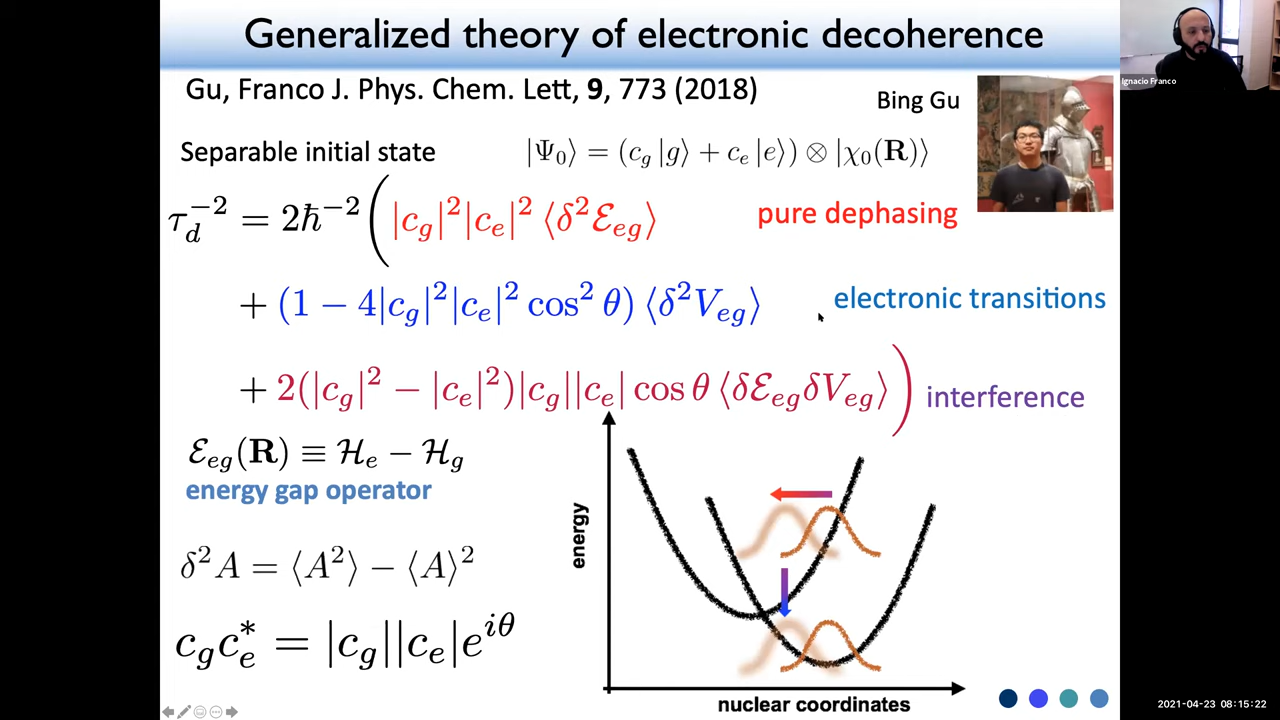 Generalized theory of electronic decoherence
Gu, Franco J. Phys. Chem. Lett, 9, 773 (2018)
Bing Gu
Ignacio Franco
Separable initial state
|Ψ₀⟩ = (c_g |g⟩ + c_e |e⟩) ⊗ |χ₀(R)⟩
τ_d⁻² = 2ℏ⁻² ( |c_g|²|c_e|² ⟨δ²ℰ_eg⟩
pure dephasing
+ (1 − 4|c_g|²|c_e|² cos² θ) ⟨δ²V_eg⟩
electronic transitions
+ 2(|c_g|² − |c_e|²)|c_g||c_e| cos θ ⟨δℰ_eg δV_eg⟩ )
interference
ℰ_eg(R) ≡ ℋ_e − ℋ_g
energy gap operator
δ²A = ⟨A²⟩ − ⟨A⟩²
c_g c_e* = |c_g||c_e|e^{iθ}
energy
nuclear coordinates
2021-04-23 08:15:22